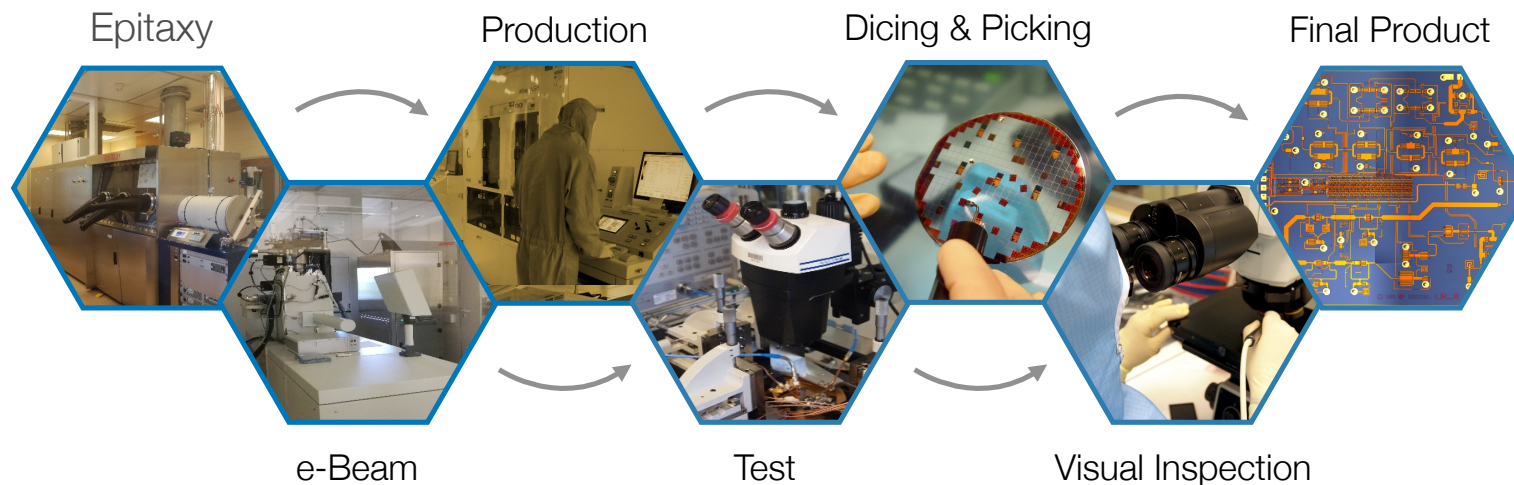 Epitaxy
Production
Dicing & Picking
Final Product
e-Beam
Test
Visual Inspection